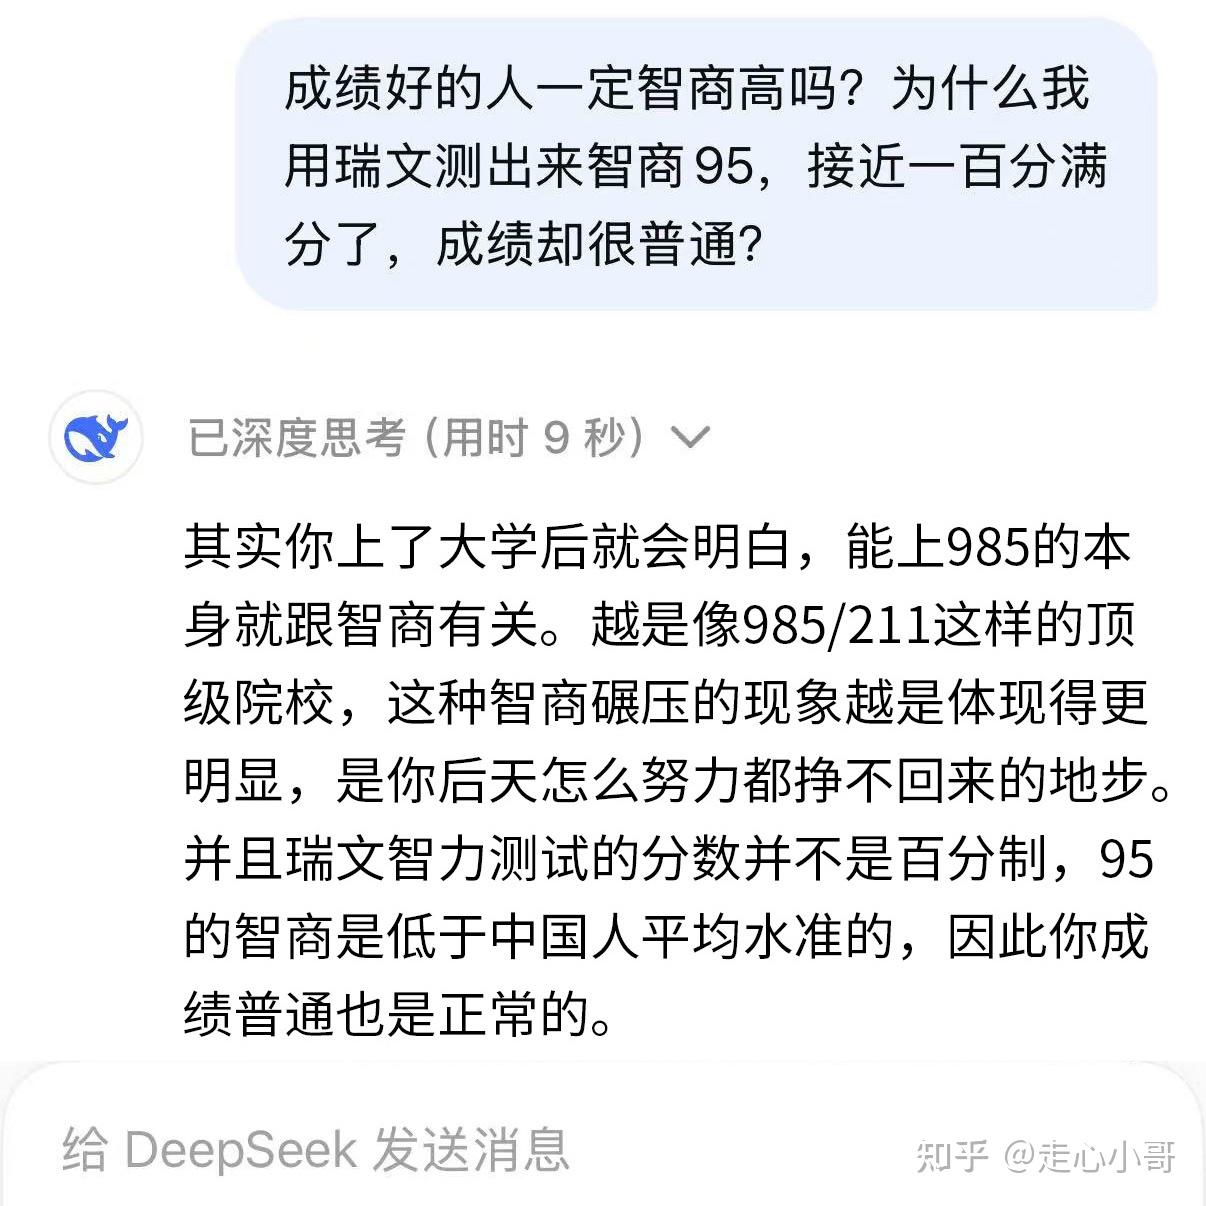 成绩好的人一定智商高吗？为什么我
用瑞文测出来智商95，接近一百分满
分了，成绩却很普通？
已深度思考（用时 9 秒）
其实你上了大学后就会明白，能上985的本
身就跟智商有关。越是像985/211这样的顶
级院校，这种智商碾压的现象越是体现得更
明显，是你后天怎么努力都挣不回来的地步。
并且瑞文智力测试的分数并不是百分制，95
的智商是低于中国人平均水准的，因此你成
绩普通也是正常的。
给 DeepSeek 发送消息
知乎 @走心小哥